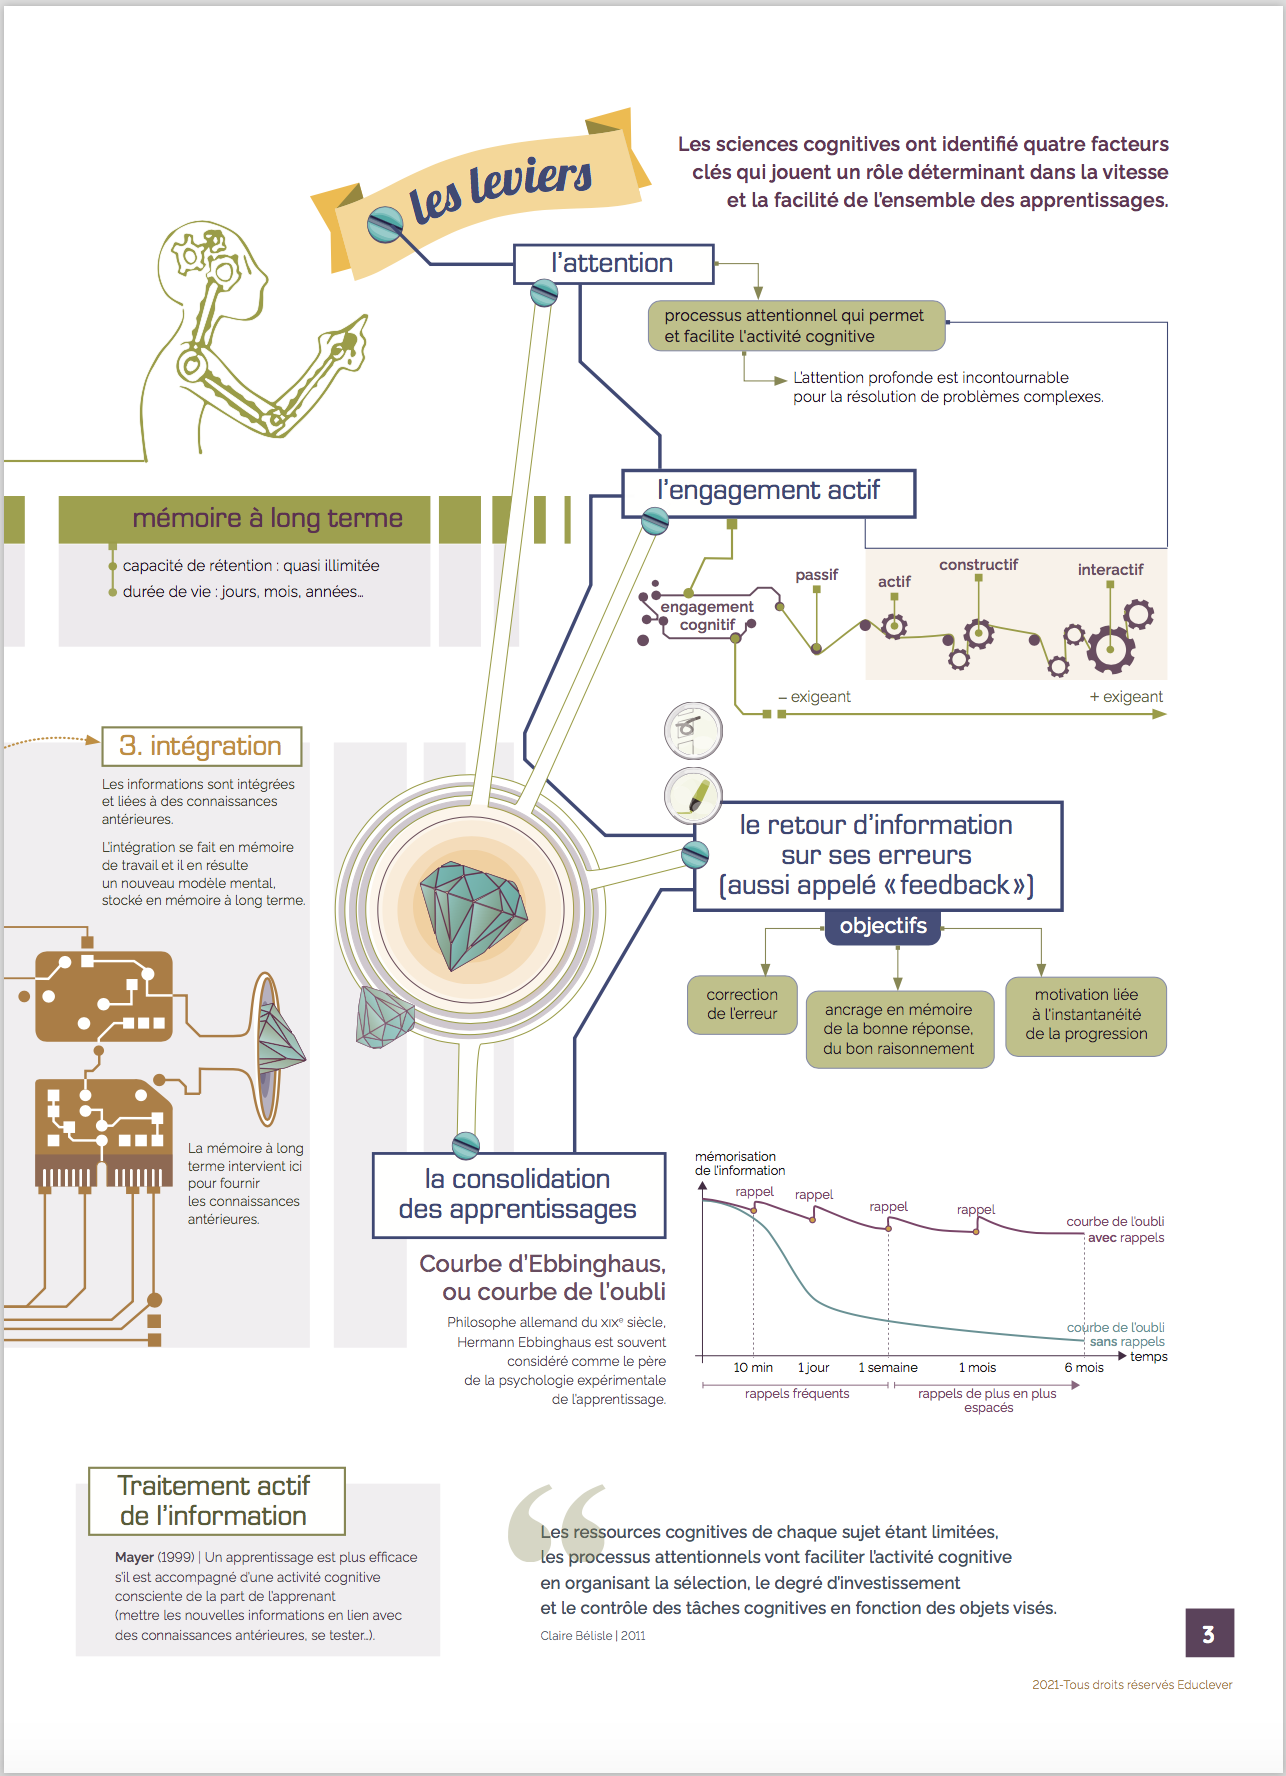 les leviers
Les sciences cognitives ont identifié quatre facteurs
clés qui jouent un rôle déterminant dans la vitesse
et la facilité de l'ensemble des apprentissages.
l'attention
processus attentionnel qui permet
et facilite l'activité cognitive
L'attention profonde est incontournable
pour la résolution de problèmes complexes.
l'engagement actif
mémoire à long terme
capacité de rétention : quasi illimitée
durée de vie : jours, mois, années…
engagement
cognitif
passif
actif
constructif
interactif
– exigeant
+ exigeant
3. intégration
Les informations sont intégrées
et liées à des connaissances
antérieures.
L'intégration se fait en mémoire
de travail et il en résulte
un nouveau modèle mental,
stocké en mémoire à long terme.
La mémoire à long
terme intervient ici
pour fournir
les connaissances
antérieures.
le retour d'information
sur ses erreurs
(aussi appelé « feedback »)
objectifs
correction
de l'erreur
ancrage en mémoire
de la bonne réponse,
du bon raisonnement
motivation liée
à l'instantanéité
de la progression
la consolidation
des apprentissages
Courbe d'Ebbinghaus,
ou courbe de l'oubli
Philosophe allemand du XIXe siècle,
Hermann Ebbinghaus est souvent
considéré comme le père
de la psychologie expérimentale
de l'apprentissage.
mémorisation
de l'information
rappel
rappel
rappel
rappel
courbe de l'oubli
avec rappels
courbe de l'oubli
sans rappels
temps
10 min
1 jour
1 semaine
1 mois
6 mois
rappels fréquents
rappels de plus en plus
espacés
Traitement actif
de l'information
Mayer (1999) | Un apprentissage est plus efficace
s'il est accompagné d'une activité cognitive
consciente de la part de l'apprenant
(mettre les nouvelles informations en lien avec
des connaissances antérieures, se tester…).
“
Les ressources cognitives de chaque sujet étant limitées,
les processus attentionnels vont faciliter l'activité cognitive
en organisant la sélection, le degré d'investissement
et le contrôle des tâches cognitives en fonction des objets visés.
Claire Bélisle | 2011
3
2021-Tous droits réservés Educlever